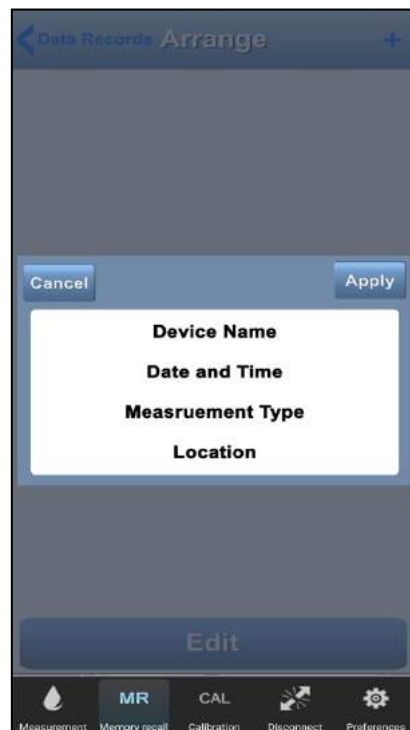 Data Records Arrange +
Cancel Apply
Device Name
Date and Time
Measruement Type
Location
Edit
MR CAL
Measurement Memory recall Calibration Disconnect Preferences